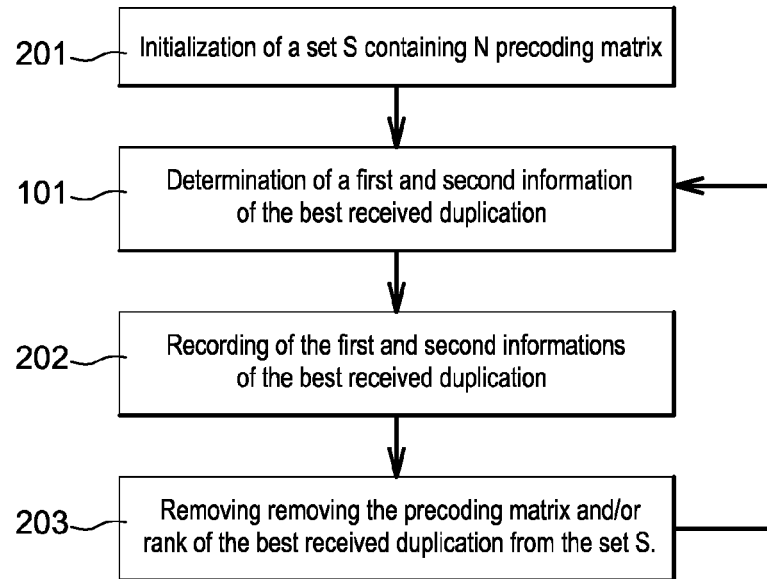 201
Initialization of a set S containing N precoding matrix
101
Determination of a first and second information
of the best received duplication
202
Recording of the first and second informations
of the best received duplication
203
Removing removing the precoding matrix and/or
rank of the best received duplication from the set S.